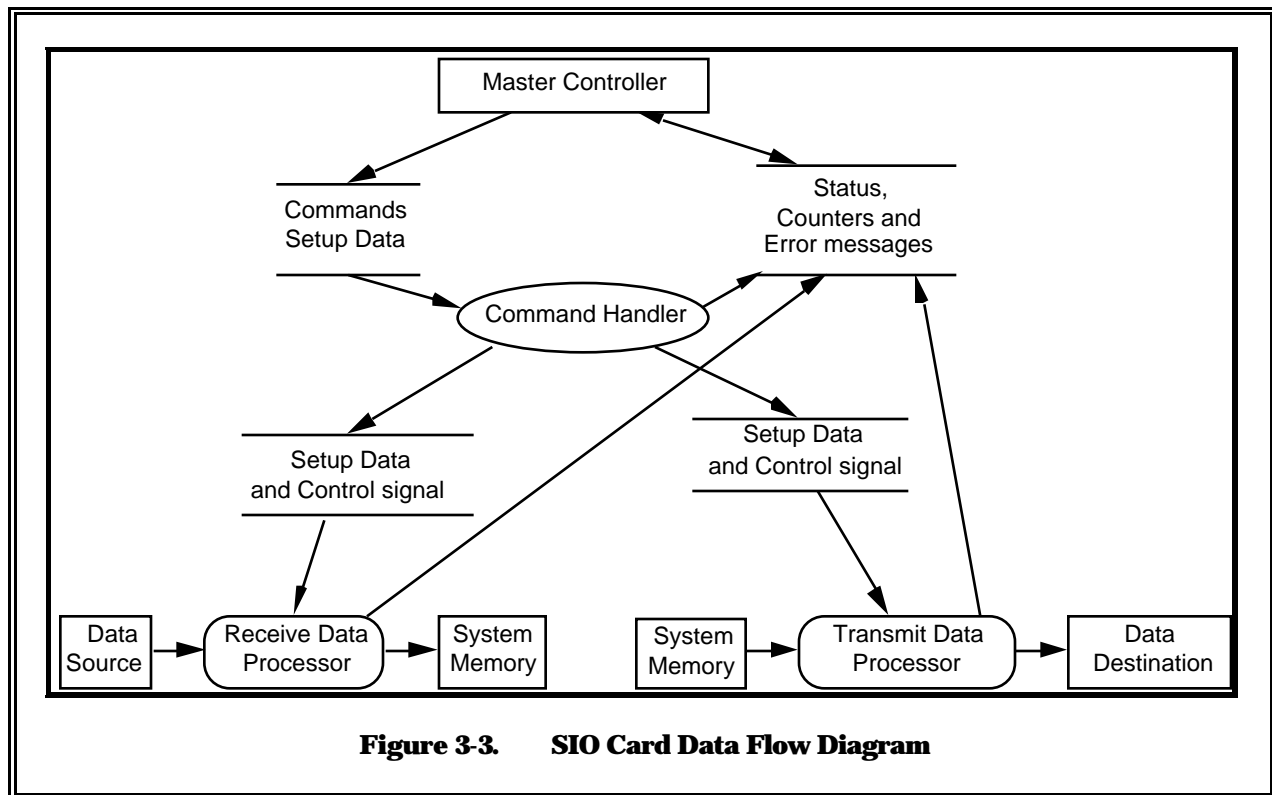 Master Controller
Commands
Setup Data
Status,
Counters and
Error messages
Command Handler
Setup Data
and Control signal
Setup Data
and Control signal
Data
Source
Receive Data
Processor
System
Memory
System
Memory
Transmit Data
Processor
Data
Destination
Figure 3-3. SIO Card Data Flow Diagram